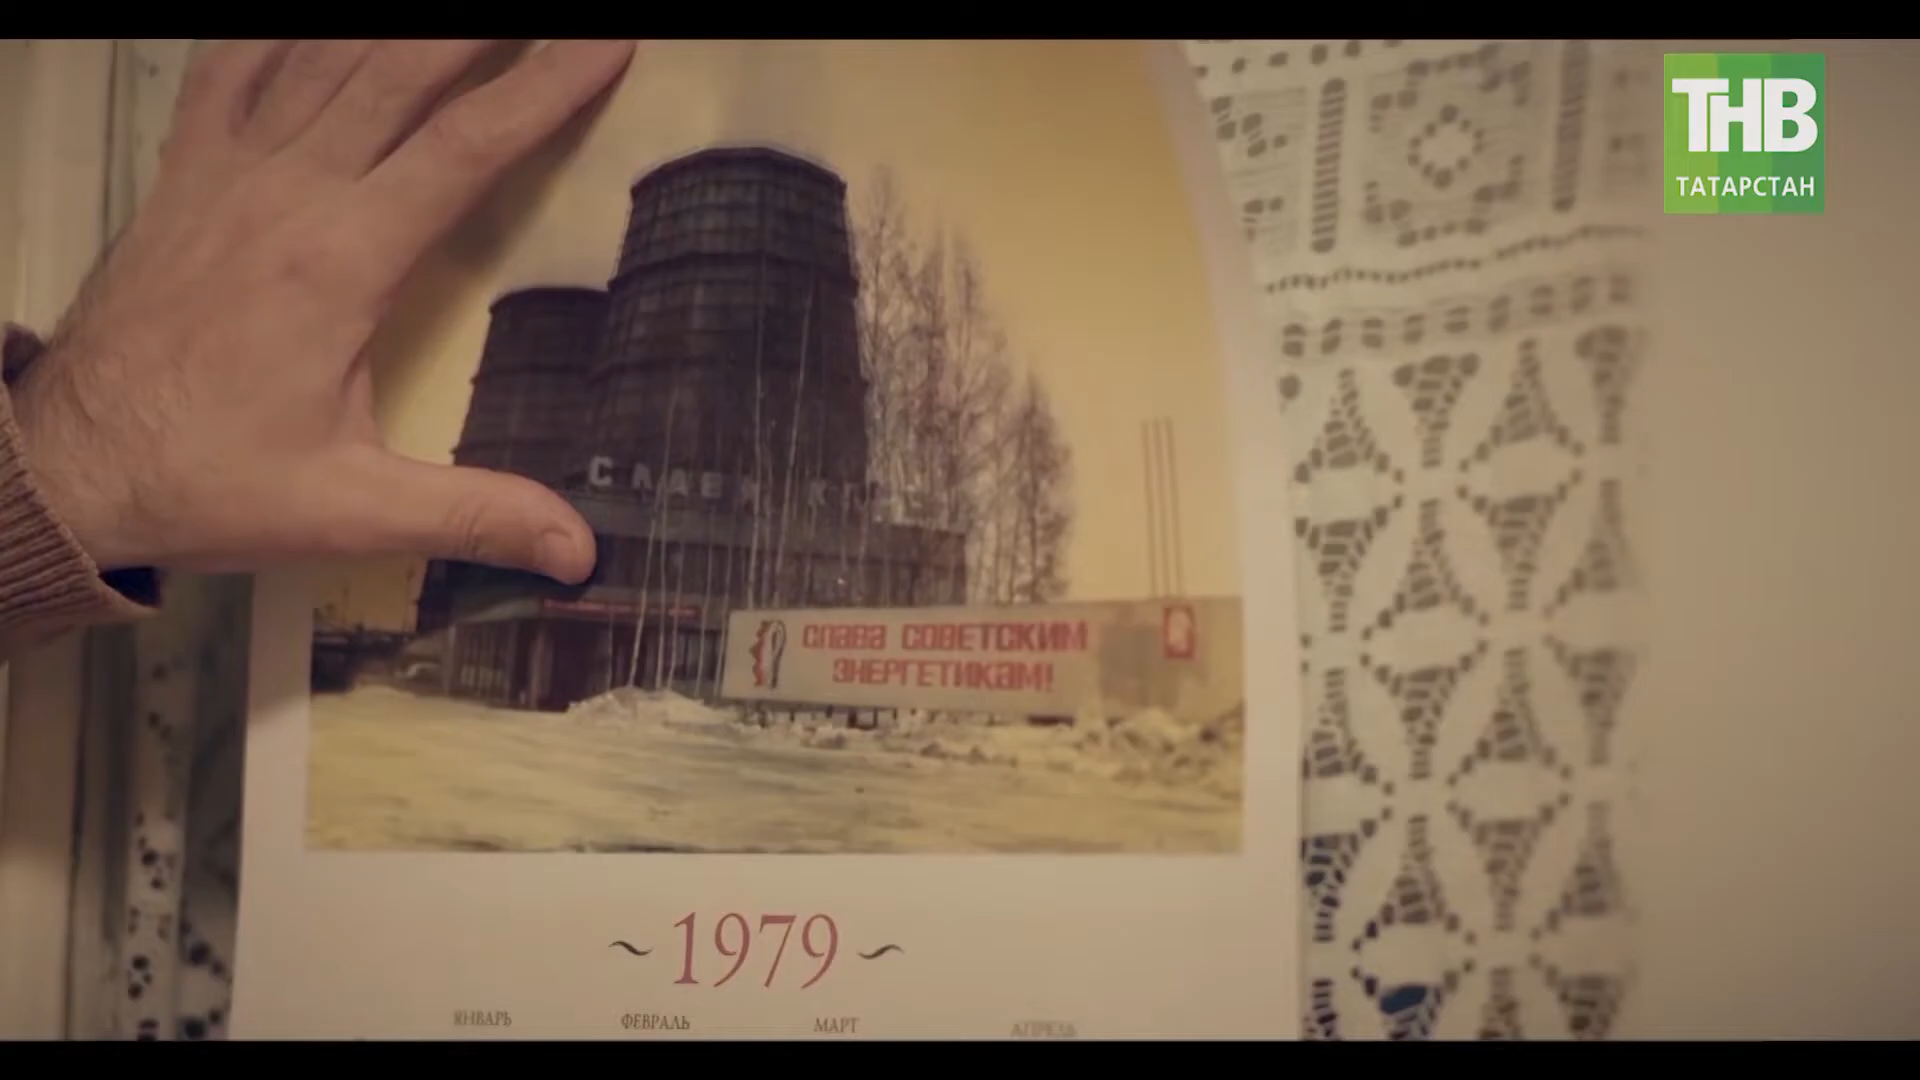 ТНВ
ТАТАРСТАН
СЛАВА СОВЕТСКИМ
ЭНЕРГЕТИКАМ!
~ 1979 ~
ЯНВАРЬ ФЕВРАЛЬ МАРТ АПРЕЛЬ